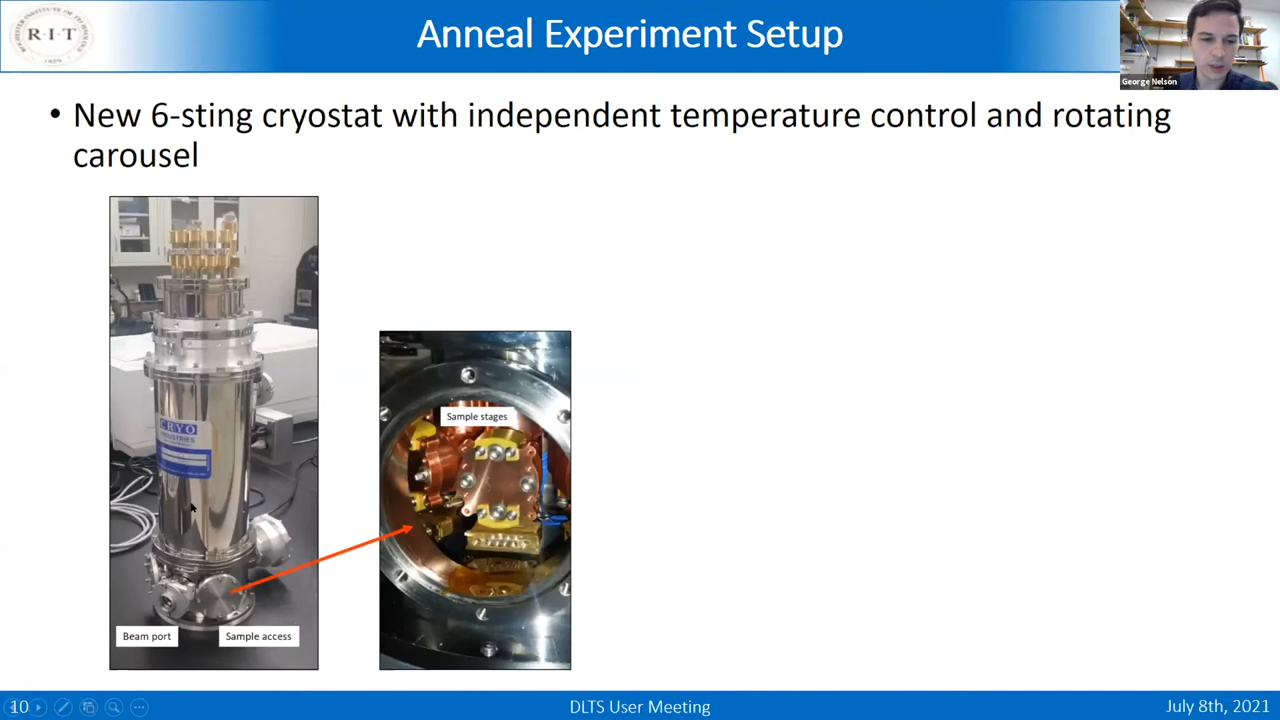 R·I·T
Anneal Experiment Setup
George Nelson
• New 6-sting cryostat with independent temperature control and rotating
carousel
CRYO
INDUSTRIES
Sample stages
Beam port
Sample access
10
DLTS User Meeting
July 8th, 2021